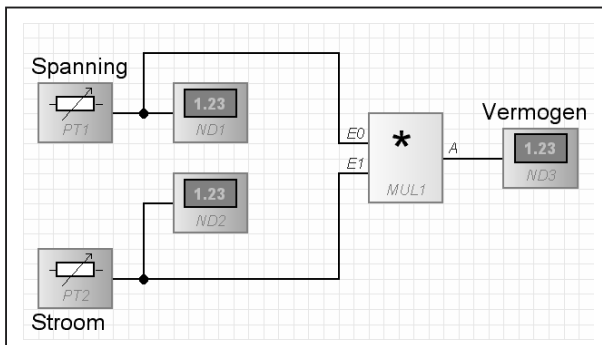 Spanning
PT1
1.23
ND1
E0
E1
*
MUL1
A
Vermogen
1.23
ND3
1.23
ND2
PT2
Stroom